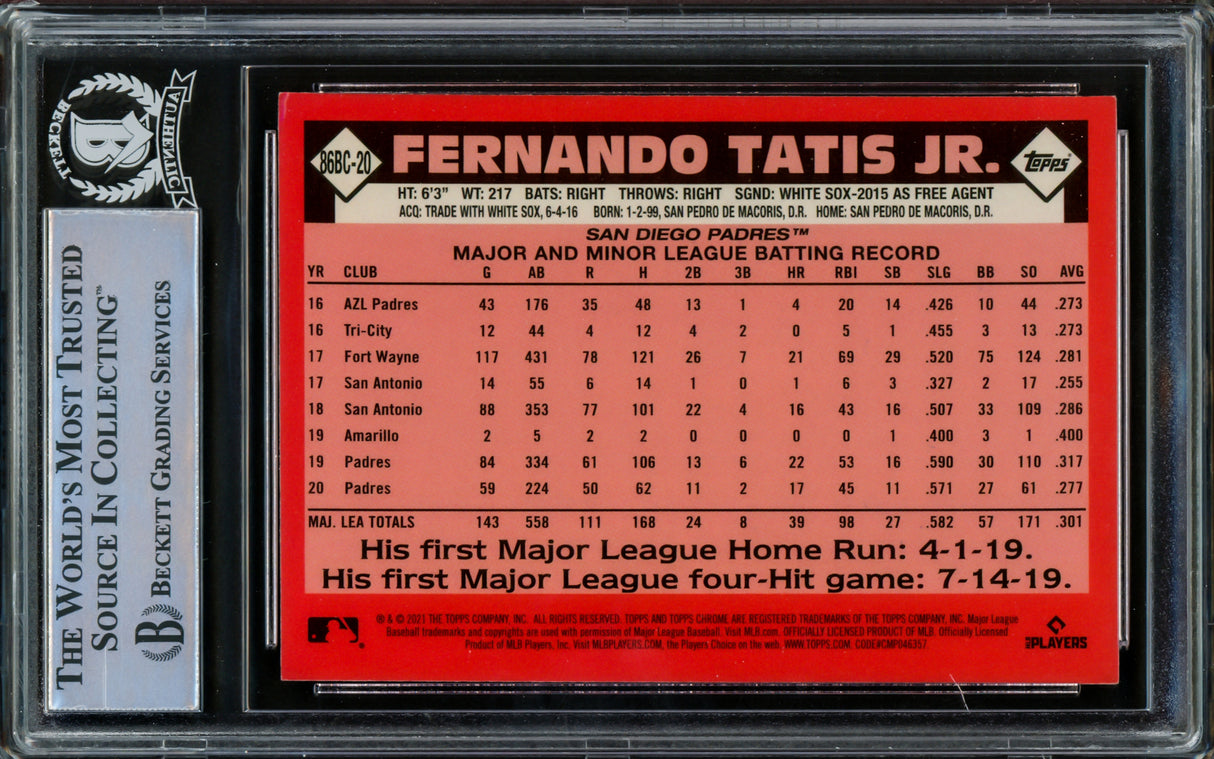 BECKETT
AUTHENTIC
THE WORLD'S MOST TRUSTED
SOURCE IN COLLECTING™
B BECKETT GRADING SERVICES
86BC-20 FERNANDO TATIS JR. topps®
HT: 6'3" WT: 217 BATS: RIGHT THROWS: RIGHT SGND: WHITE SOX-2015 AS FREE AGENT
ACQ: TRADE WITH WHITE SOX, 6-4-16 BORN: 1-2-99, SAN PEDRO DE MACORIS, D.R. HOME: SAN PEDRO DE MACORIS, D.R.
SAN DIEGO PADRES™
MAJOR AND MINOR LEAGUE BATTING RECORD
YR CLUB G AB R H 2B 3B HR RBI SB SLG BB SO AVG
16 AZL Padres 43 176 35 48 13 1 4 20 14 .426 10 44 .273
16 Tri-City 12 44 4 12 4 2 0 5 1 .455 3 13 .273
17 Fort Wayne 117 431 78 121 26 7 21 69 29 .520 75 124 .281
17 San Antonio 14 55 6 14 1 0 1 6 3 .327 2 17 .255
18 San Antonio 88 353 77 101 22 4 16 43 16 .507 33 109 .286
19 Amarillo 2 5 2 2 0 0 0 0 1 .400 3 1 .400
19 Padres 84 334 61 106 13 6 22 53 16 .590 30 110 .317
20 Padres 59 224 50 62 11 2 17 45 11 .571 27 61 .277
MAJ. LEA TOTALS 143 558 111 168 24 8 39 98 27 .582 57 171 .301
His first Major League Home Run: 4-1-19.
His first Major League four-Hit game: 7-14-19.
® & © 2021 THE TOPPS COMPANY, INC. ALL RIGHTS RESERVED. TOPPS AND TOPPS CHROME ARE REGISTERED TRADEMARKS OF THE TOPPS COMPANY, INC. Major League
Baseball trademarks and copyrights are used with permission of Major League Baseball. Visit MLB.com. OFFICIALLY LICENSED PRODUCT OF MLB. Officially Licensed
Product of MLB Players, Inc. Visit MLBPLAYERS.COM, the Players Choice on the web. WWW.TOPPS.COM. CODE#CMP046357
PLAYERS